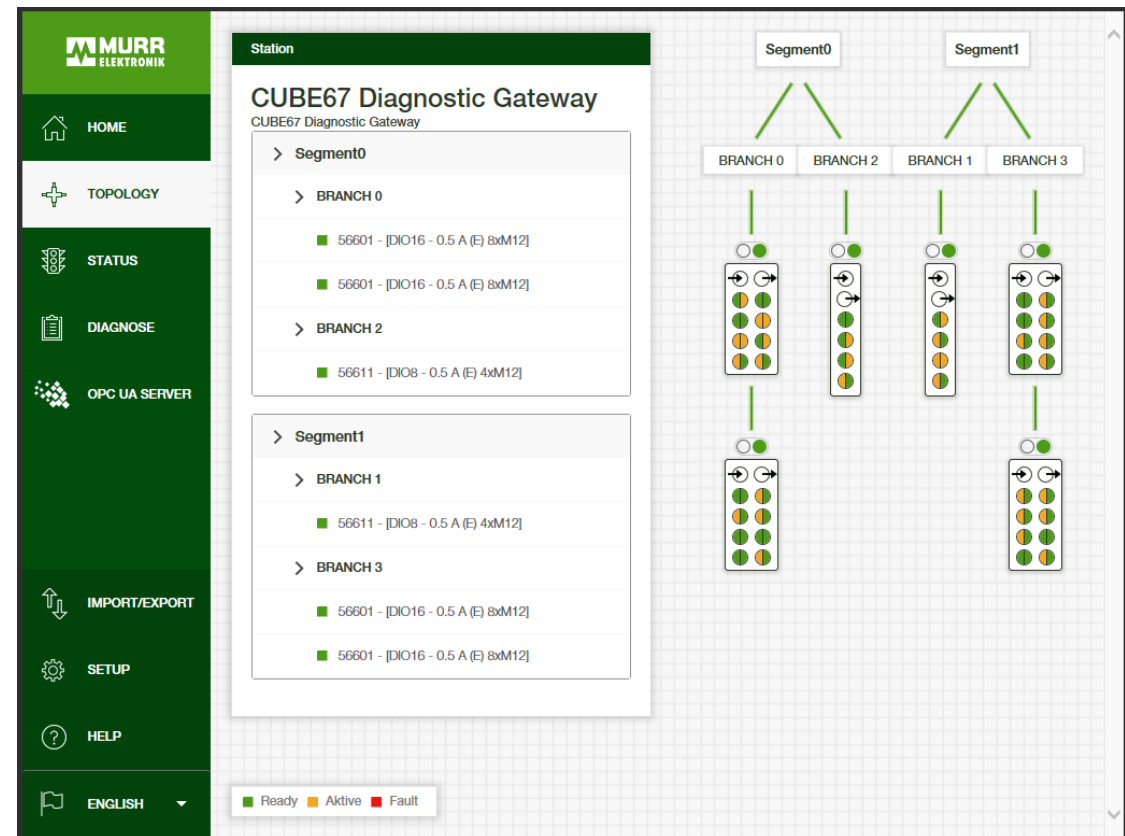 MURR
ELEKTRONIK
HOME
TOPOLOGY
STATUS
DIAGNOSE
OPC UA SERVER
IMPORT/EXPORT
SETUP
HELP
ENGLISH
Station
CUBE67 Diagnostic Gateway
CUBE67 Diagnostic Gateway
Segment0
BRANCH 0
56601 - [DIO16 - 0.5 A (E) 8xM12]
56601 - [DIO16 - 0.5 A (E) 8xM12]
BRANCH 2
56611 - [DIO8 - 0.5 A (E) 4xM12]
Segment1
BRANCH 1
56611 - [DIO8 - 0.5 A (E) 4xM12]
BRANCH 3
56601 - [DIO16 - 0.5 A (E) 8xM12]
56601 - [DIO16 - 0.5 A (E) 8xM12]
Ready Aktive Fault
Segment0 Segment1
BRANCH 0 BRANCH 2 BRANCH 1 BRANCH 3